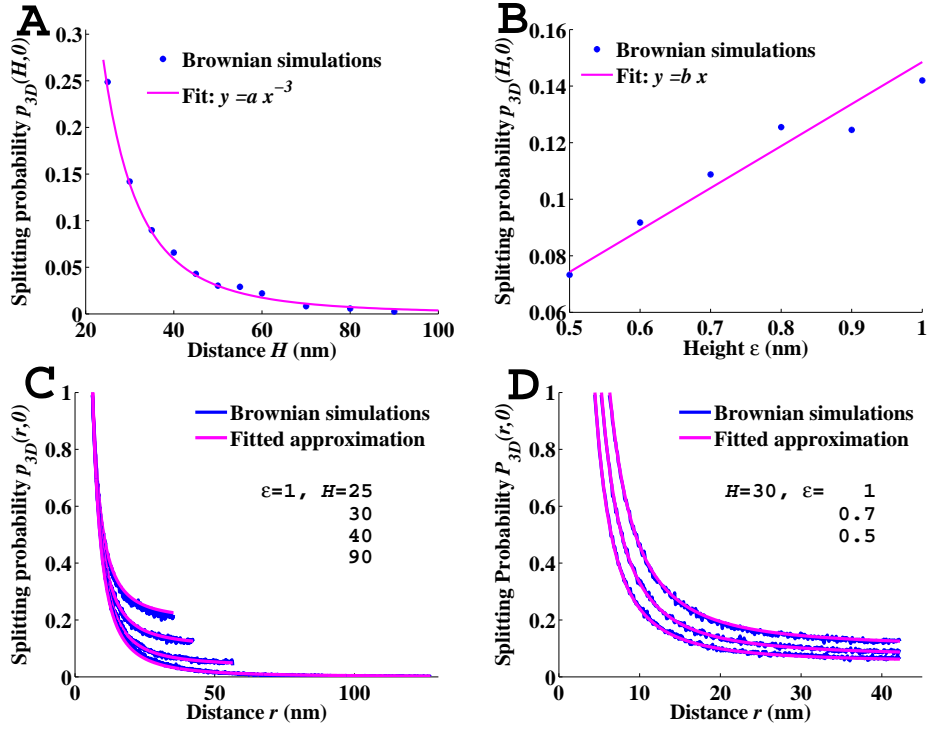 A
Splitting probability p3D(H,0)
0.3
0.25
0.2
0.15
0.1
0.05
0
20
40
60
80
100
Distance H (nm)
Brownian simulations
Fit: y =a x^−3
B
Splitting probability p3D(H,0)
0.16
0.14
0.12
0.1
0.08
0.06
0.5
0.6
0.7
0.8
0.9
1
Height ε (nm)
Brownian simulations
Fit: y =b x
C
Splitting probability p3D(r,0)
1
0.8
0.6
0.4
0.2
0
0
50
100
Distance r (nm)
Brownian simulations
Fitted approximation
ε=1, H=25
30
40
90
D
Splitting Probability P3D(r,0)
1
0.8
0.6
0.4
0.2
0
0
10
20
30
40
Distance r (nm)
Brownian simulations
Fitted approximation
H=30, ε= 1
0.7
0.5